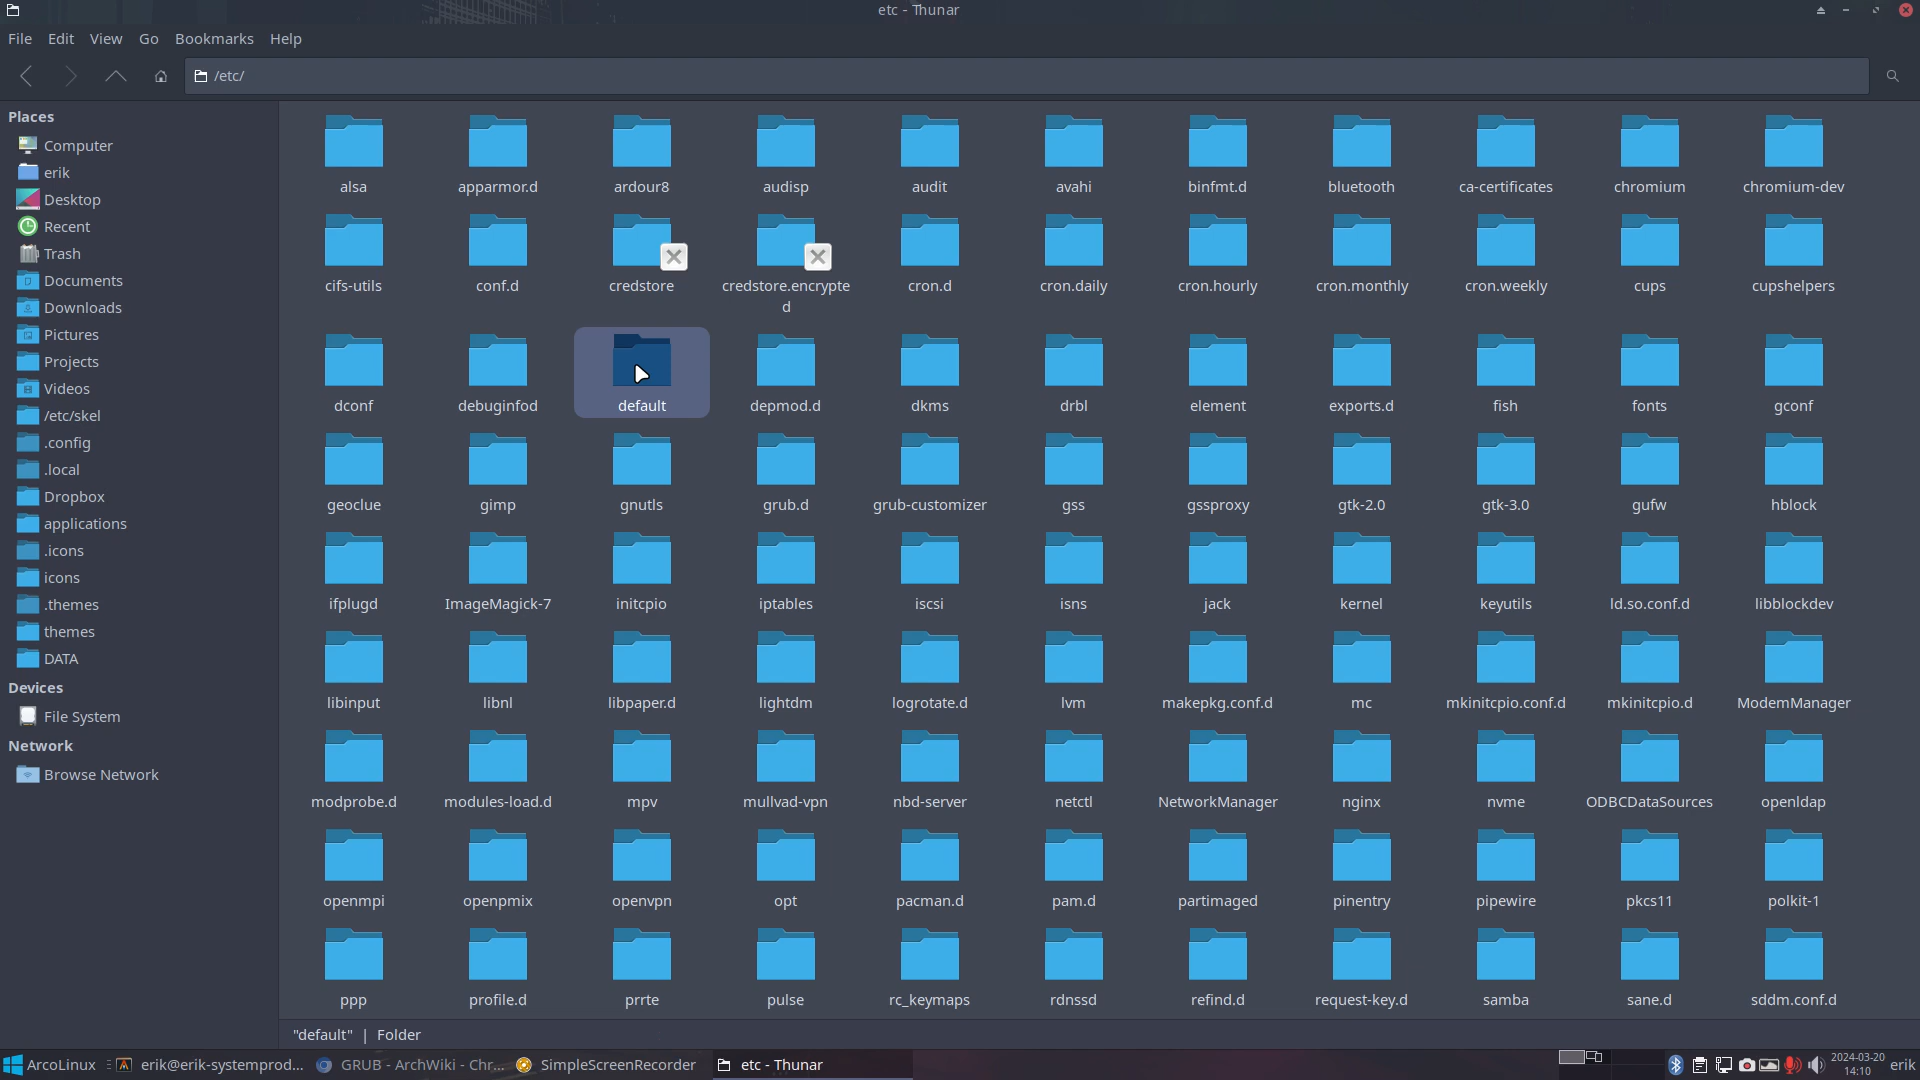 etc - Thunar
File Edit View Go Bookmarks Help
/etc/
Places
Computer
erik
Desktop
Recent
Trash
Documents
Downloads
Pictures
Projects
Videos
/etc/skel
.config
.local
Dropbox
applications
.icons
icons
.themes
themes
DATA
Devices
File System
Network
Browse Network
alsa apparmor.d ardour8 audisp audit avahi binfmt.d bluetooth ca-certificates chromium chromium-dev
cifs-utils conf.d credstore credstore.encrypte cron.d cron.daily cron.hourly cron.monthly cron.weekly cups cupshelpers
d
dconf debuginfod default depmod.d dkms drbl element exports.d fish fonts gconf
geoclue gimp gnutls grub.d grub-customizer gss gssproxy gtk-2.0 gtk-3.0 gufw hblock
ifplugd ImageMagick-7 initcpio iptables iscsi isns jack kernel keyutils ld.so.conf.d libblockdev
libinput libnl libpaper.d lightdm logrotate.d lvm makepkg.conf.d mc mkinitcpio.conf.d mkinitcpio.d ModemManager
modprobe.d modules-load.d mpv mullvad-vpn nbd-server netctl NetworkManager nginx nvme ODBCDataSources openldap
openmpi openpmix openvpn opt pacman.d pam.d partimaged pinentry pipewire pkcs11 polkit-1
ppp profile.d prrte pulse rc_keymaps rdnssd refind.d request-key.d samba sane.d sddm.conf.d
"default" | Folder
ArcoLinux erik@erik-systemprod... GRUB - ArchWiki - Chr... SimpleScreenRecorder etc - Thunar 2024-03-20 erik
14:10